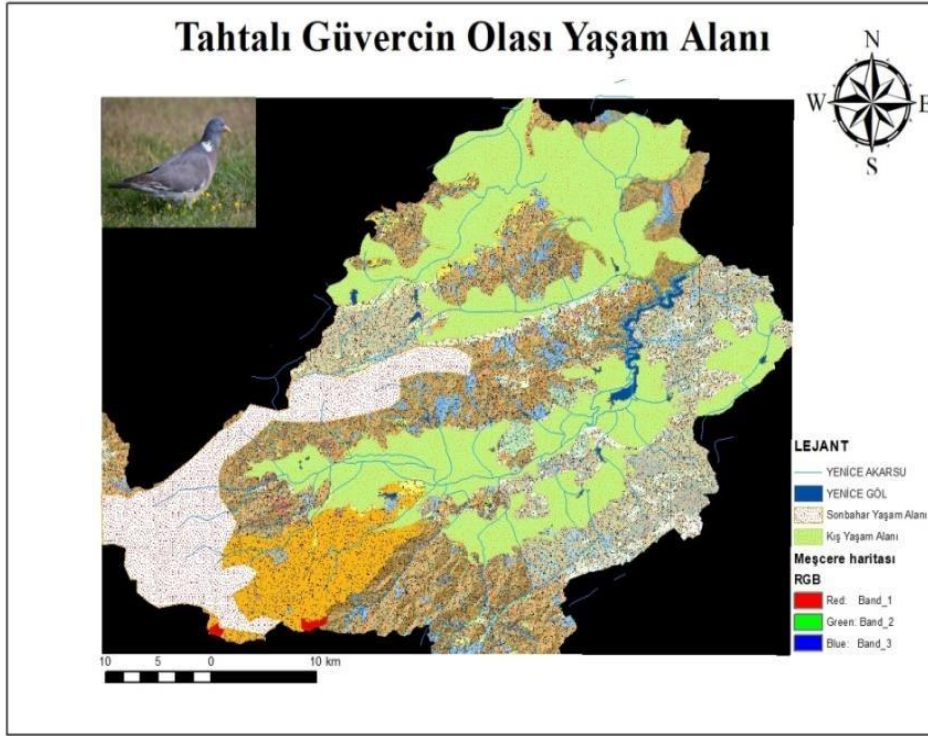 Tahtalı Güvercin Olası Yaşam Alanı
N
W E
S
LEJANT
YENİCE AKARSU
YENİCE GÖL
Sonbahar Yaşam Alanı
Kış Yaşam Alanı
Meşcere haritası
RGB
Red: Band_1
Green: Band_2
Blue: Band_3
10 5 0 10 km